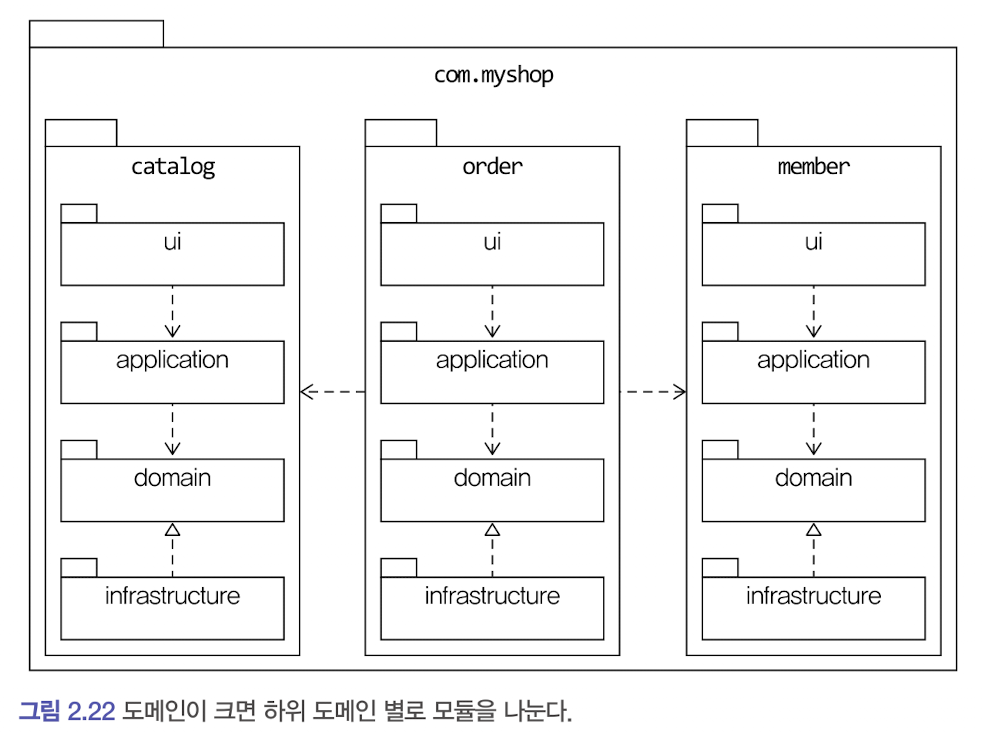 com.myshop
catalog
ui
application
domain
infrastructure
order
ui
application
domain
infrastructure
member
ui
application
domain
infrastructure
그림 2.22 도메인이 크면 하위 도메인 별로 모듈을 나눈다.